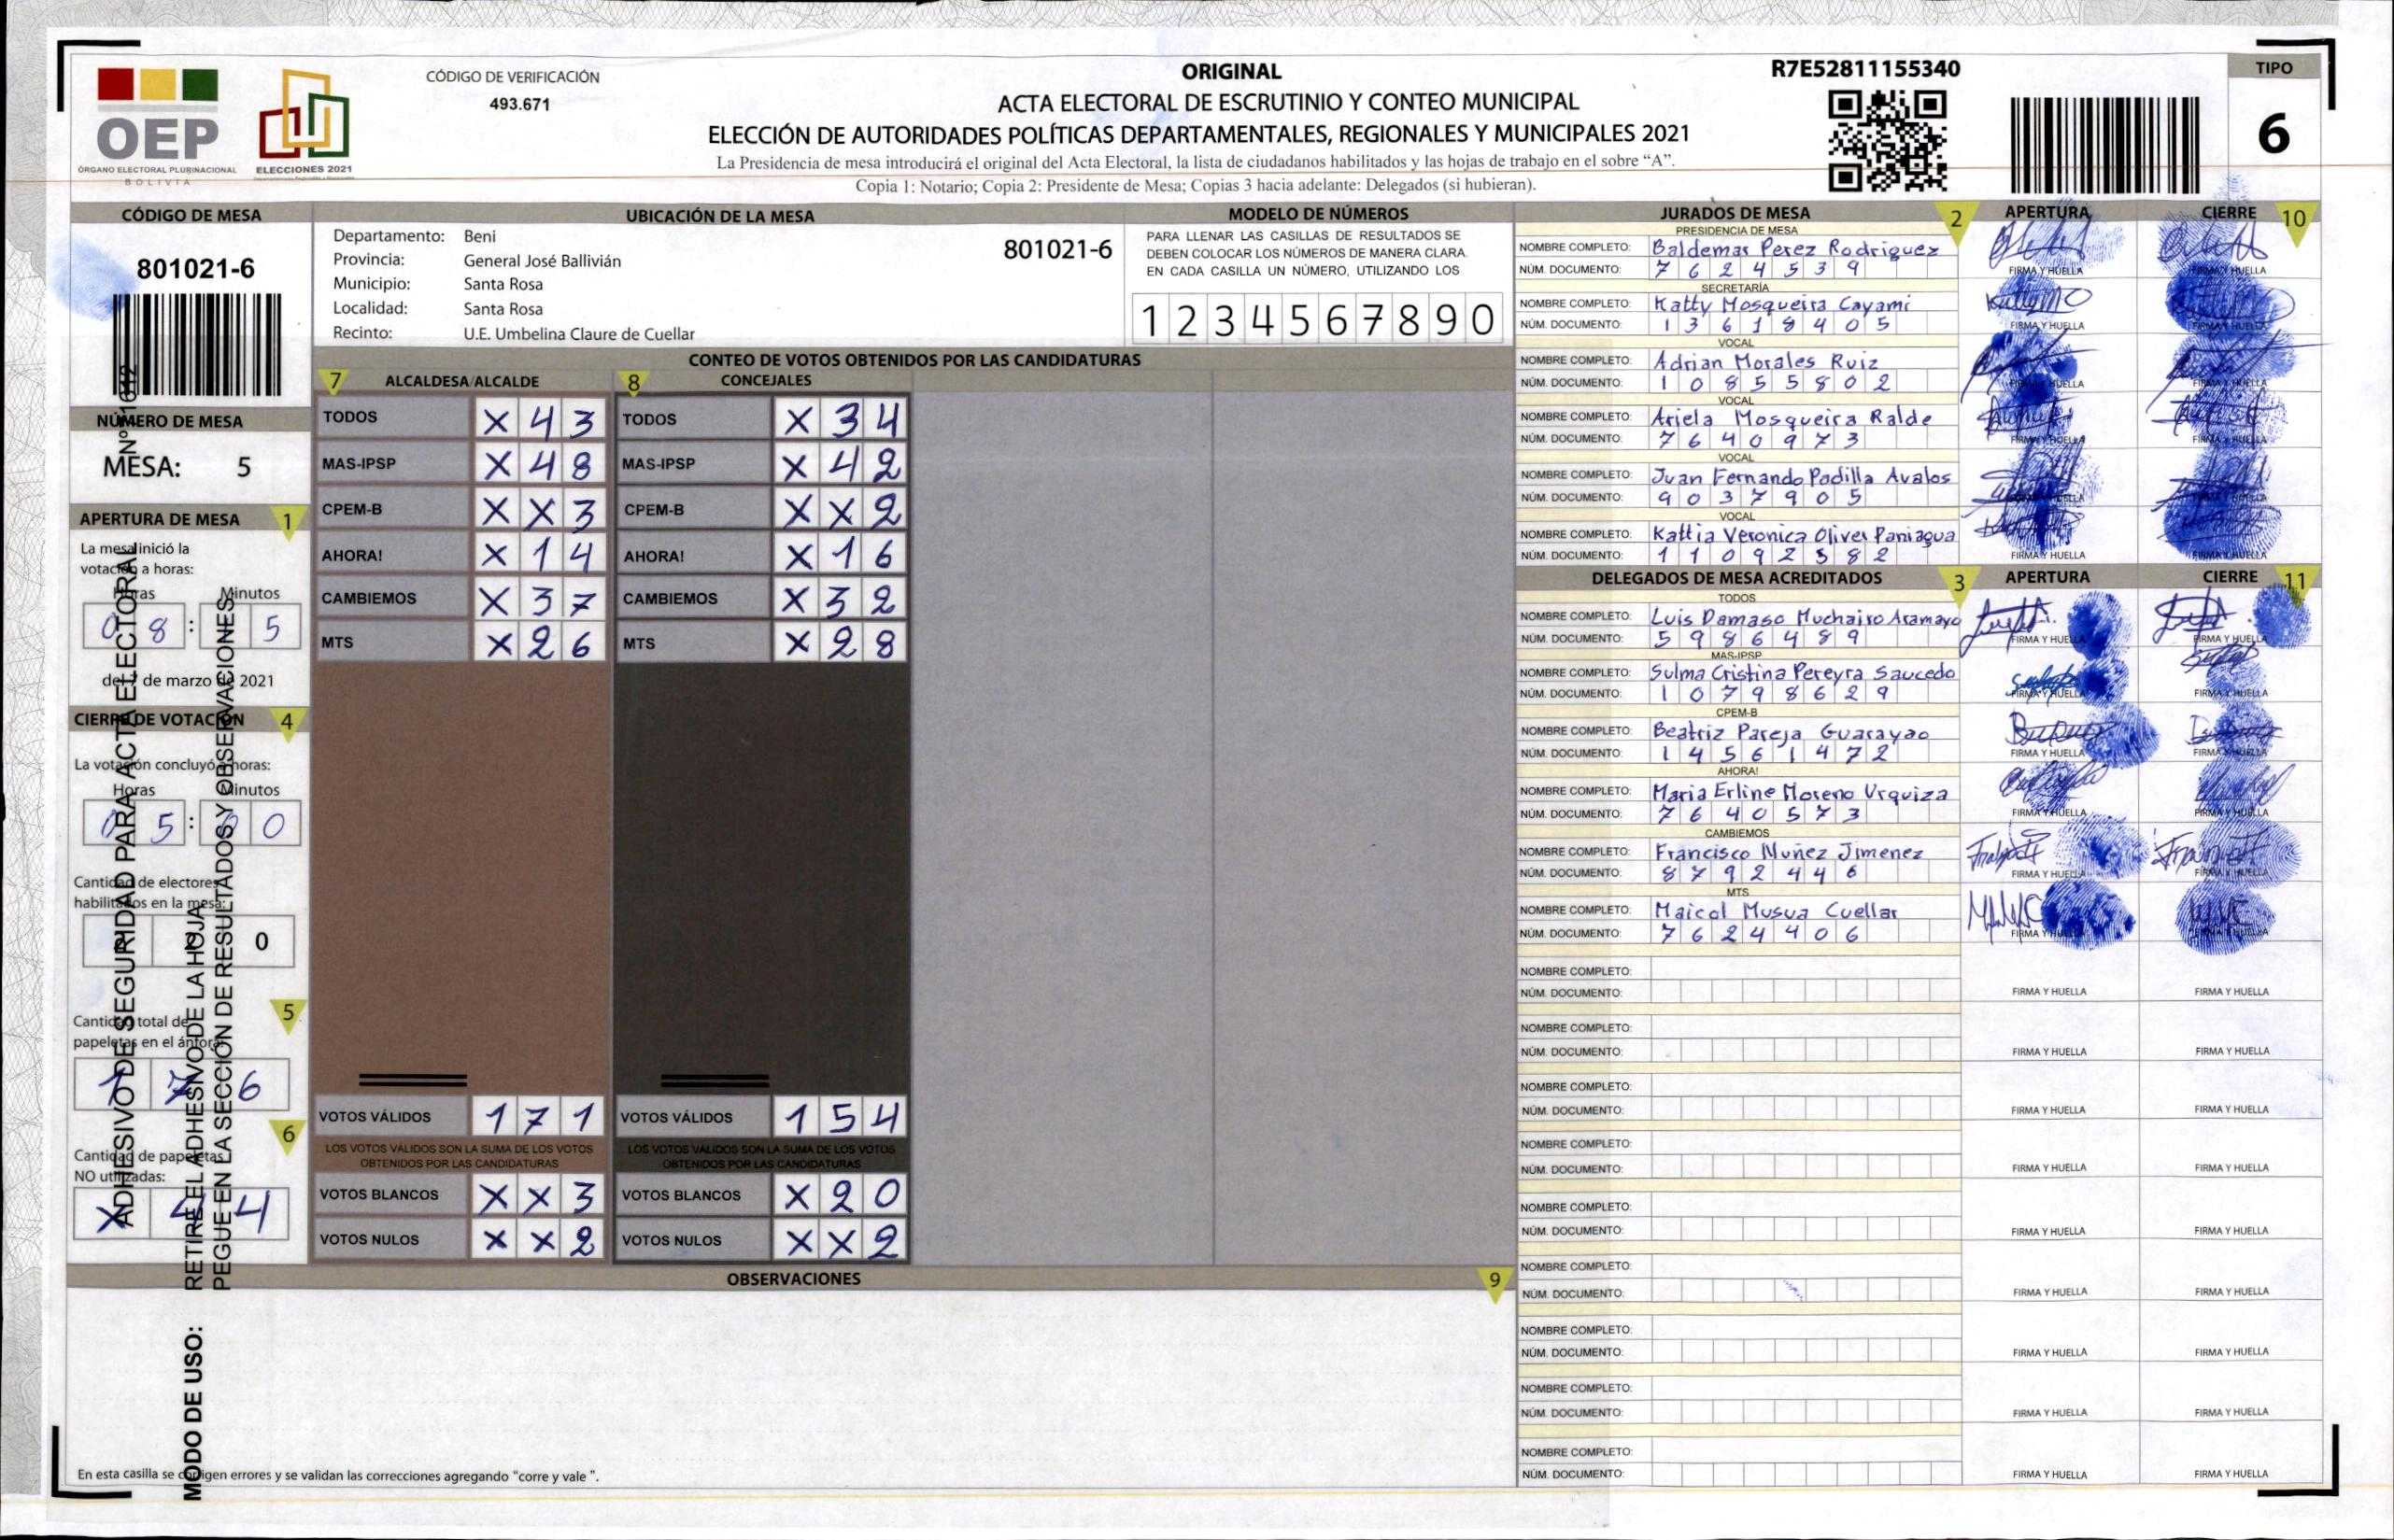 ORIGINAL
R7E52811155340
TIPO
6
OEP
ÓRGANO ELECTORAL PLURINACIONAL
BOLIVIA
ELECCIONES 2021
CÓDIGO DE VERIFICACIÓN
493.671
ACTA ELECTORAL DE ESCRUTINIO Y CONTEO MUNICIPAL
ELECCIÓN DE AUTORIDADES POLÍTICAS DEPARTAMENTALES, REGIONALES Y MUNICIPALES 2021
La Presidencia de mesa introducirá el original del Acta Electoral, la lista de ciudadanos habilitados y las hojas de trabajo en el sobre “A”.
Copia 1: Notario; Copia 2: Presidente de Mesa; Copias 3 hacia adelante: Delegados (si hubieran).
CÓDIGO DE MESA
801021-6
NÚMERO DE MESA
MESA: 5
APERTURA DE MESA 1
La mesa inició la
votación a horas:
Horas Minutos
0 8 : 5
de marzo de 2021
CIERRE DE VOTACIÓN 4
La votación concluyó a horas:
Horas Minutos
0 5 : 0 0
Cantidad de electores
habilitados en la mesa:
0
5
Cantidad total de
papeletas en el ánfora:
1 7 6
6
Cantidad de papeletas
NO utilizadas:
X 4 4
ADHESIVO DE SEGURIDAD PARA ACTA ELECTORAL
MODO DE USO: RETIRE EL ADHESIVO DE LA HOJA
PEGUE EN LA SECCIÓN DE RESULTADOS Y OBSERVACIONES
UBICACIÓN DE LA MESA
Departamento: Beni
801021-6
Provincia: General José Ballivián
Municipio: Santa Rosa
Localidad: Santa Rosa
Recinto: U.E. Umbelina Claure de Cuellar
MODELO DE NÚMEROS
PARA LLENAR LAS CASILLAS DE RESULTADOS SE
DEBEN COLOCAR LOS NÚMEROS DE MANERA CLARA.
EN CADA CASILLA UN NÚMERO, UTILIZANDO LOS
1 2 3 4 5 6 7 8 9 0
CONTEO DE VOTOS OBTENIDOS POR LAS CANDIDATURAS
7 ALCALDESA/ALCALDE 8 CONCEJALES
TODOS X 4 3 TODOS X 3 4
MAS-IPSP X 4 8 MAS-IPSP X 4 2
CPEM-B X X 3 CPEM-B X X 2
AHORA! X 1 4 AHORA! X 1 6
CAMBIEMOS X 3 7 CAMBIEMOS X 3 2
MTS X 2 6 MTS X 2 8
VOTOS VÁLIDOS 1 7 1 VOTOS VÁLIDOS 1 5 4
LOS VOTOS VÁLIDOS SON LA SUMA DE LOS VOTOS LOS VOTOS VÁLIDOS SON LA SUMA DE LOS VOTOS
OBTENIDOS POR LAS CANDIDATURAS OBTENIDOS POR LAS CANDIDATURAS
VOTOS BLANCOS X X 3 VOTOS BLANCOS X 2 0
VOTOS NULOS X X 2 VOTOS NULOS X X 2
OBSERVACIONES 9
En esta casilla se corrigen errores y se validan las correcciones agregando “corre y vale ”.
JURADOS DE MESA 2 APERTURA CIERRE 10
PRESIDENCIA DE MESA
NOMBRE COMPLETO: Baldemas Perez Rodriguez
NÚM. DOCUMENTO: 7 6 2 4 5 3 9 FIRMA Y HUELLA FIRMA Y HUELLA
SECRETARÍA
NOMBRE COMPLETO: Katty Mosqueira Cayami
NÚM. DOCUMENTO: 1 3 6 1 8 4 0 5 FIRMA Y HUELLA FIRMA Y HUELLA
VOCAL
NOMBRE COMPLETO: Adrian Morales Ruiz
NÚM. DOCUMENTO: 1 0 8 5 5 8 0 2 FIRMA Y HUELLA FIRMA Y HUELLA
VOCAL
NOMBRE COMPLETO: Ariela Mosqueira Ralde
NÚM. DOCUMENTO: 7 6 4 0 9 7 3 FIRMA Y HUELLA FIRMA Y HUELLA
VOCAL
NOMBRE COMPLETO: Juan Fernando Padilla Avalos
NÚM. DOCUMENTO: 9 0 3 7 9 0 5
VOCAL
NOMBRE COMPLETO: Kattia Veronica Oliver Paniagua
NÚM. DOCUMENTO: 1 1 0 9 2 5 8 2 FIRMA Y HUELLA FIRMA Y HUELLA
DELEGADOS DE MESA ACREDITADOS 3 APERTURA CIERRE 11
TODOS
NOMBRE COMPLETO: Luis Damaso Muchairo Aramayo
NÚM. DOCUMENTO: 5 9 8 6 4 8 9 FIRMA Y HUELLA FIRMA Y HUELLA
MAS-IPSP
NOMBRE COMPLETO: Sulma Cristina Pereyra Saucedo
NÚM. DOCUMENTO: 1 0 7 9 8 6 2 9 FIRMA Y HUELLA FIRMA Y HUELLA
CPEM-B
NOMBRE COMPLETO: Beatriz Pareja Guarayao
NÚM. DOCUMENTO: 1 4 5 6 1 4 7 2 FIRMA Y HUELLA FIRMA Y HUELLA
AHORA!
NOMBRE COMPLETO: Maria Erline Moreno Urquiza
NÚM. DOCUMENTO: 7 6 4 0 5 7 3 FIRMA Y HUELLA FIRMA Y HUELLA
CAMBIEMOS
NOMBRE COMPLETO: Francisco Nuñez Jimenez
NÚM. DOCUMENTO: 8 7 9 2 4 4 6 FIRMA Y HUELLA FIRMA Y HUELLA
MTS
NOMBRE COMPLETO: Maicol Musua Cuellar
NÚM. DOCUMENTO: 7 6 2 4 4 0 6 FIRMA Y HUELLA FIRMA Y HUELLA
NOMBRE COMPLETO:
NÚM. DOCUMENTO: FIRMA Y HUELLA FIRMA Y HUELLA
NOMBRE COMPLETO:
NÚM. DOCUMENTO: FIRMA Y HUELLA FIRMA Y HUELLA
NOMBRE COMPLETO:
NÚM. DOCUMENTO: FIRMA Y HUELLA FIRMA Y HUELLA
NOMBRE COMPLETO:
NÚM. DOCUMENTO: FIRMA Y HUELLA FIRMA Y HUELLA
NOMBRE COMPLETO:
NÚM. DOCUMENTO: FIRMA Y HUELLA FIRMA Y HUELLA
NOMBRE COMPLETO:
NÚM. DOCUMENTO: FIRMA Y HUELLA FIRMA Y HUELLA
NOMBRE COMPLETO:
NÚM. DOCUMENTO: FIRMA Y HUELLA FIRMA Y HUELLA
NOMBRE COMPLETO:
NÚM. DOCUMENTO: FIRMA Y HUELLA FIRMA Y HUELLA
NOMBRE COMPLETO:
NÚM. DOCUMENTO: FIRMA Y HUELLA FIRMA Y HUELLA